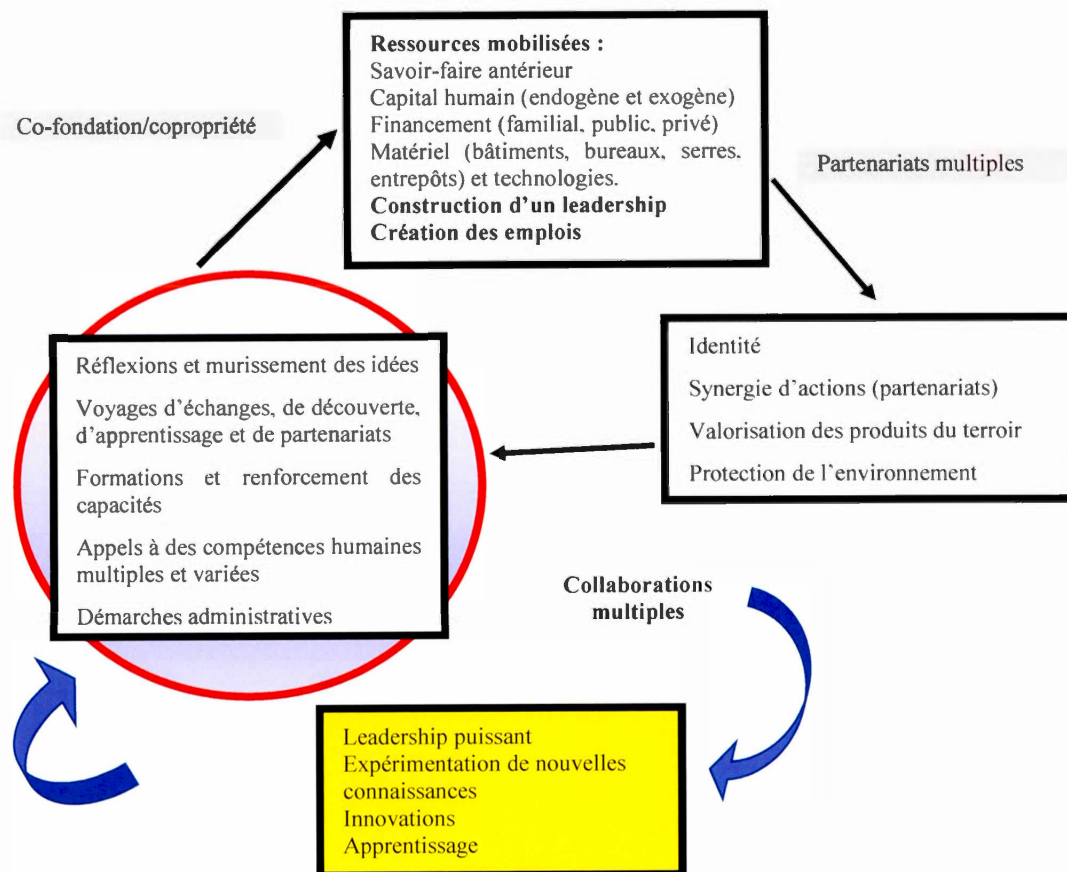 Ressources mobilisées :
Savoir-faire antérieur
Capital humain (endogène et exogène)
Financement (familial, public, privé)
Matériel (bâtiments, bureaux, serres,
entrepôts) et technologies.
Construction d'un leadership
Création des emplois
Co-fondation/copropriété
Partenariats multiples
Identité
Synergie d'actions (partenariats)
Valorisation des produits du terroir
Protection de l'environnement
Réflexions et murissement des idées
Voyages d'échanges, de découverte,
d'apprentissage et de partenariats
Formations et renforcement des
capacités
Appels à des compétences humaines
multiples et variées
Démarches administratives
Collaborations
multiples
Leadership puissant
Expérimentation de nouvelles
connaissances
Innovations
Apprentissage